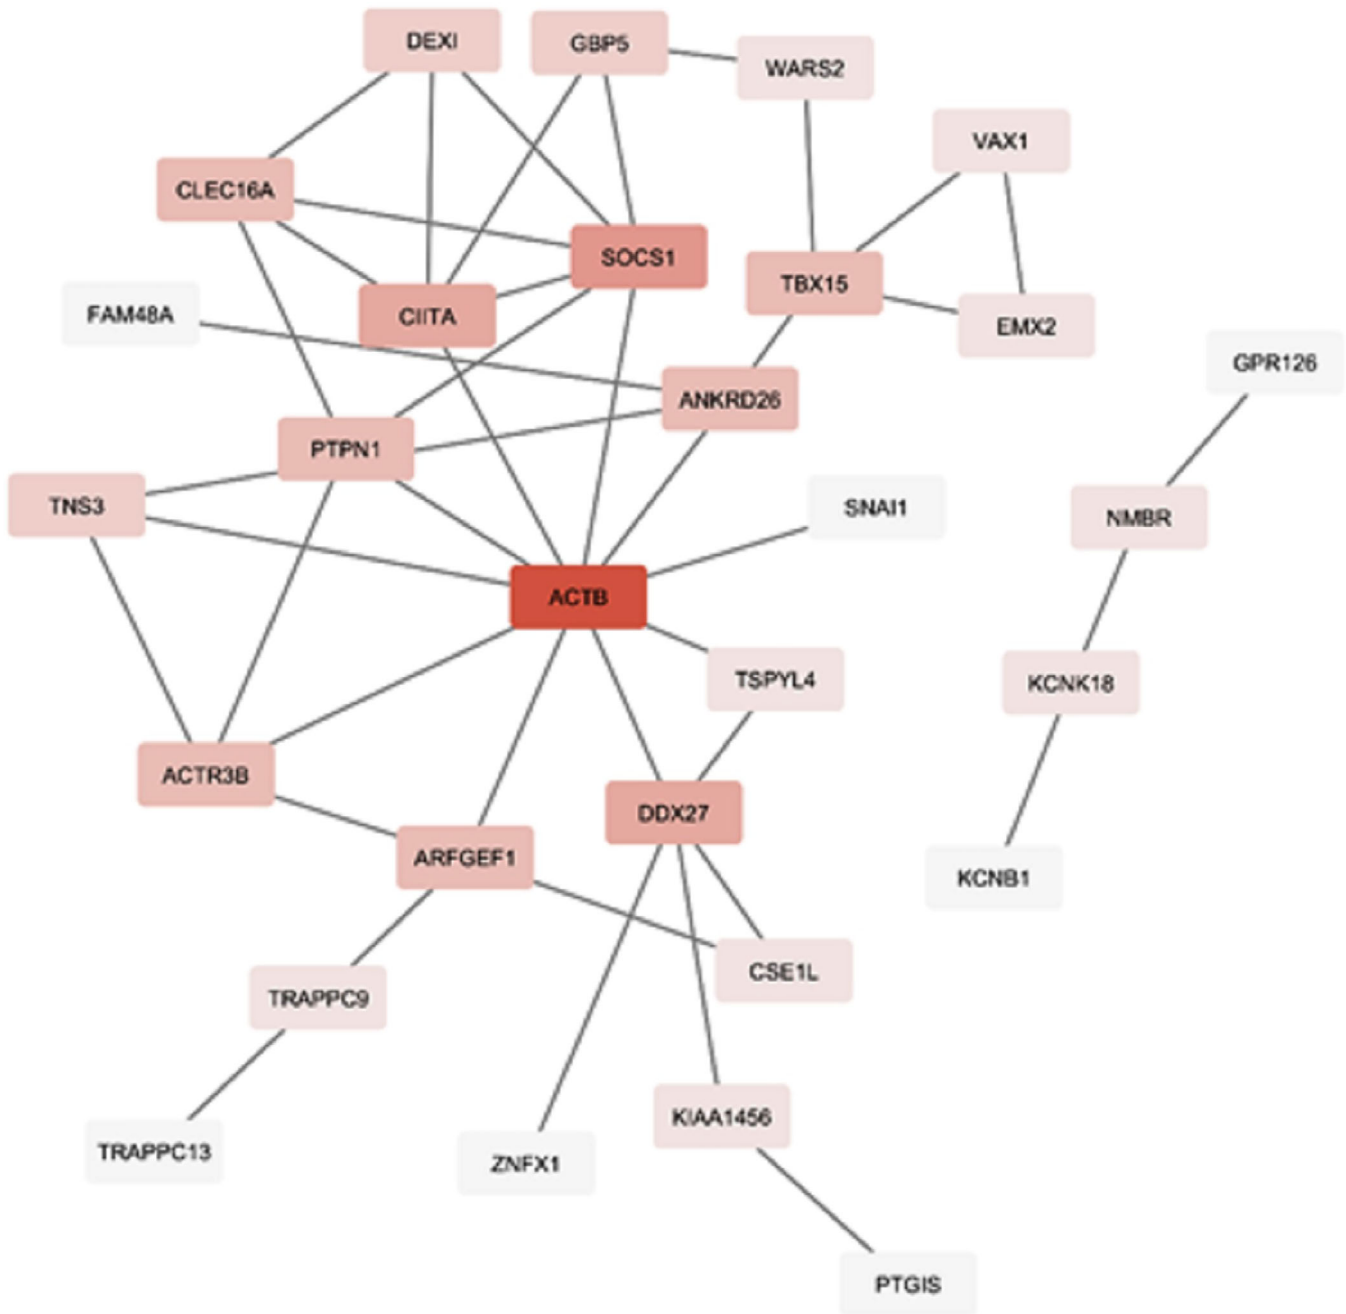 DEXI
GBP5
WARS2
VAX1
CLEC16A
SOCS1
TBX15
FAM48A
CIITA
EMX2
GPR126
ANKRD26
PTPN1
TNS3
SNAI1
NMBR
ACTB
TSPYL4
KCNK18
ACTR3B
DDX27
ARFGEF1
KCNB1
CSE1L
TRAPPC9
KIAA1456
TRAPPC13
ZNFX1
PTGIS